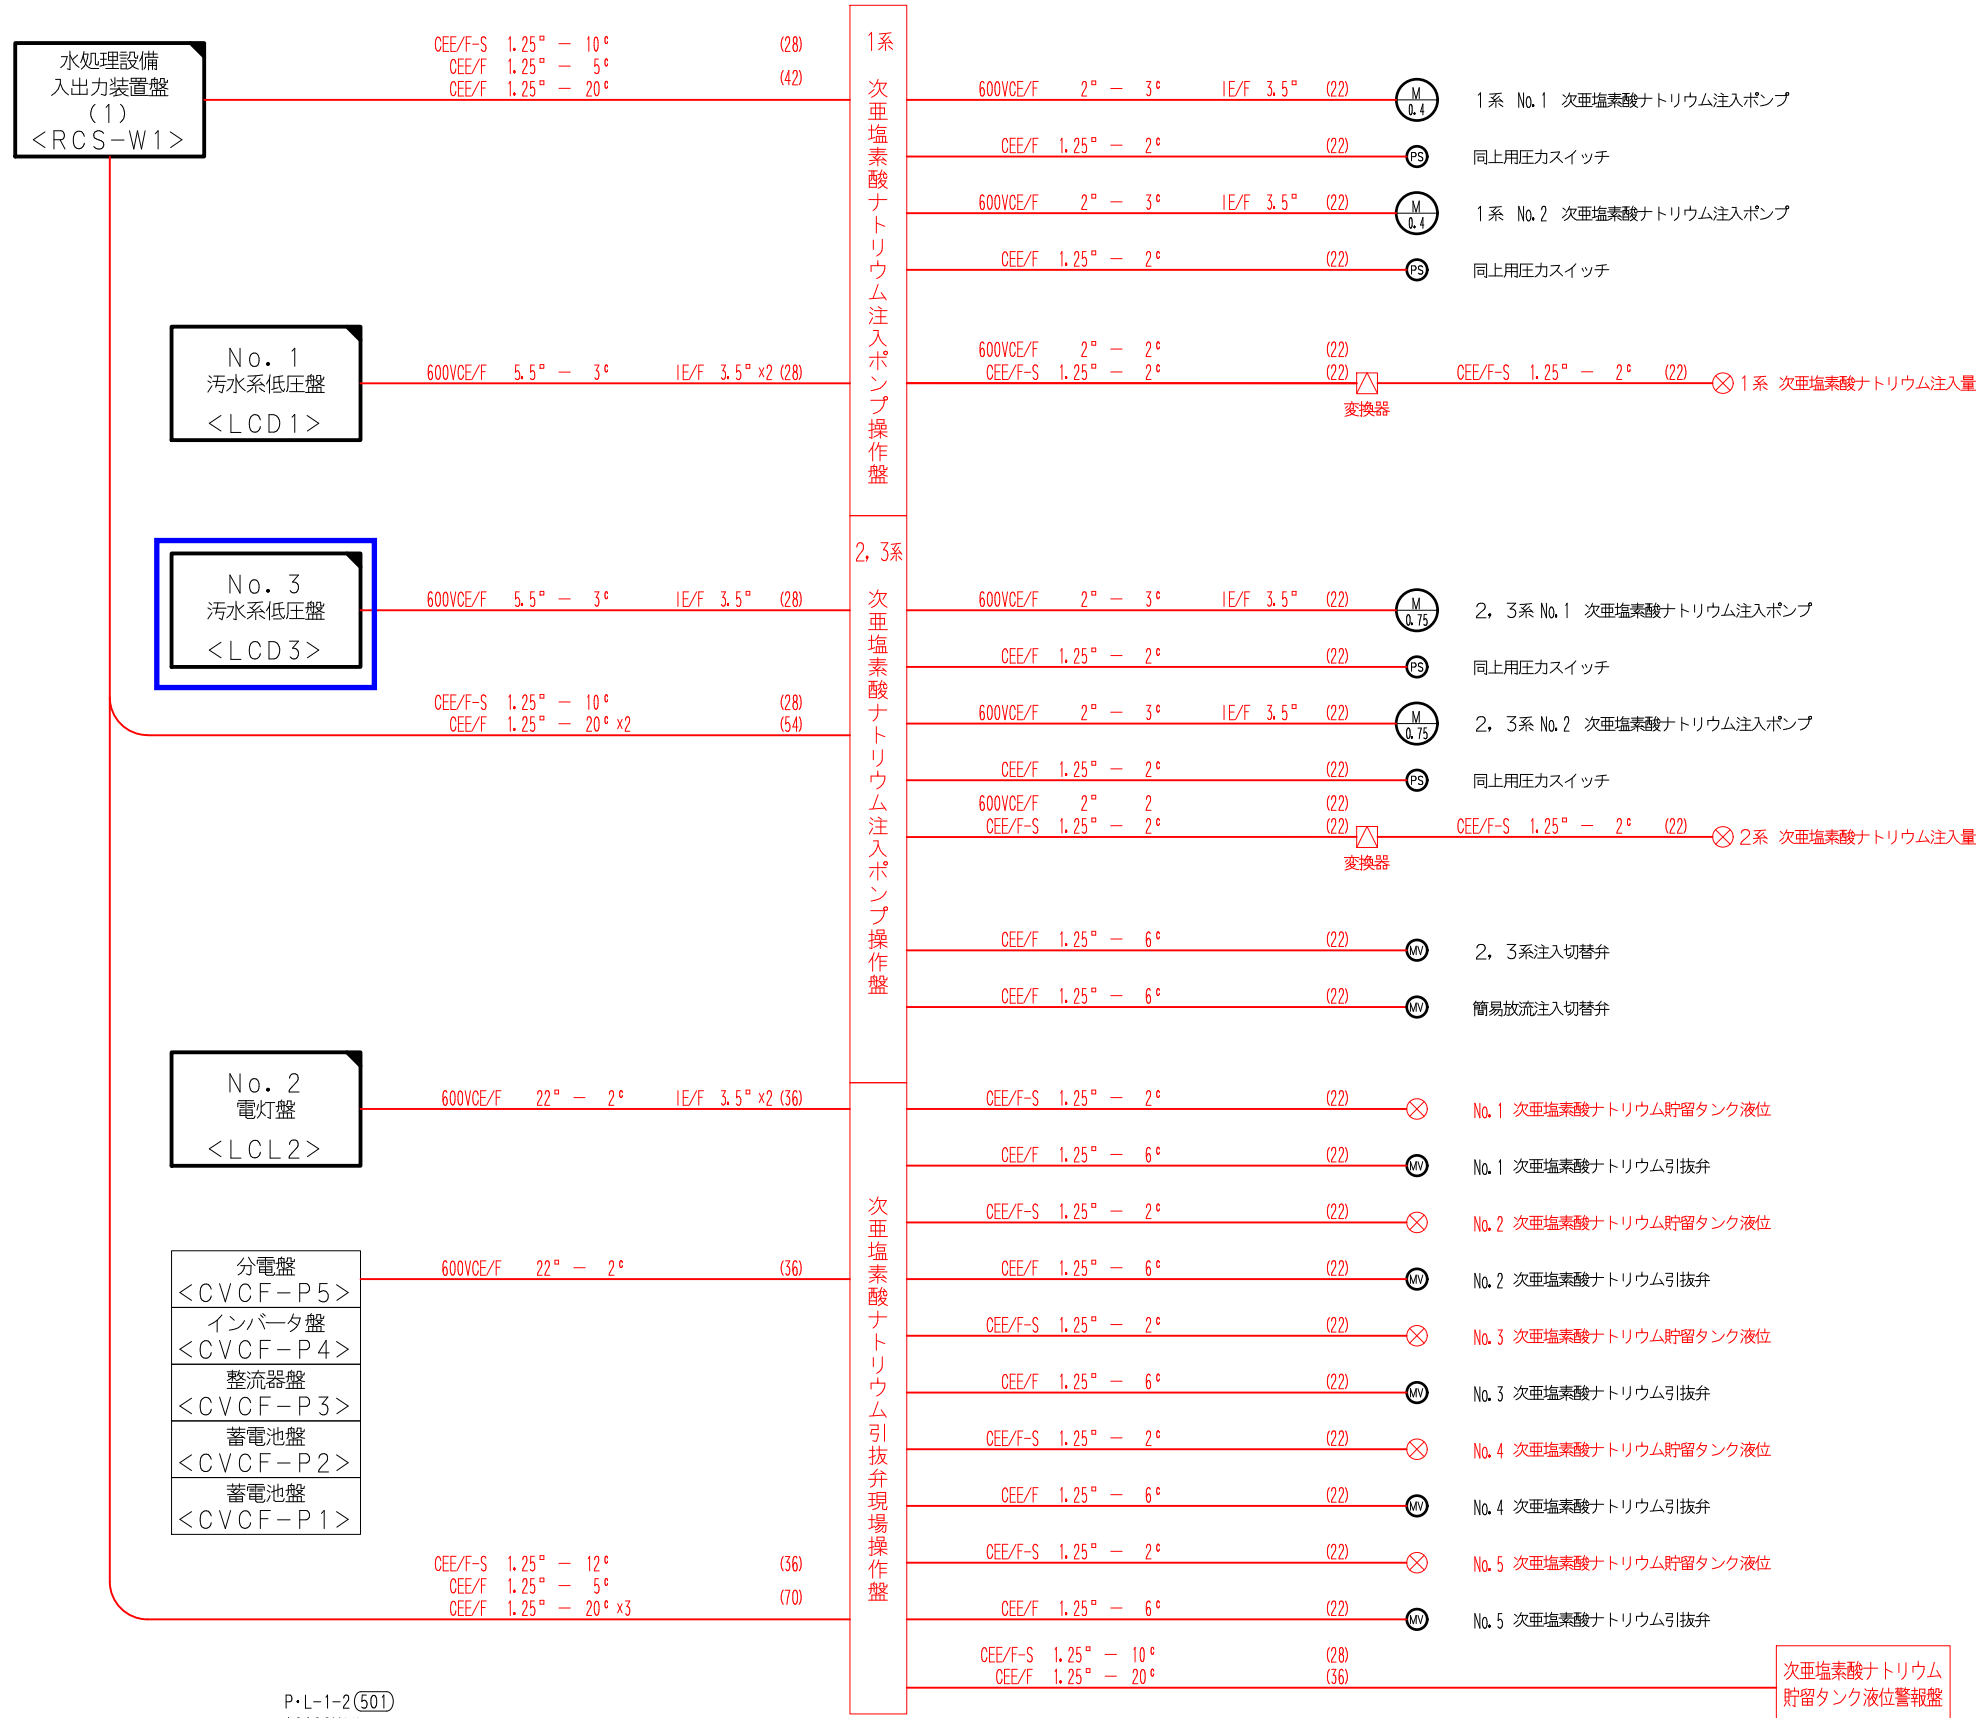 水処理設備
入出力装置盤
(1)
<RCS-W1>
CEE/F-S 1.25□ － 10c (28)
CEE/F 1.25□ － 5c
(42)
CEE/F 1.25□ － 20c
No. 1
汚水系低圧盤
<LCD1>
600VCE/F 5.5□ － 3c IE/F 3.5□ ×2 (28)
No. 3
汚水系低圧盤
<LCD3>
600VCE/F 5.5□ － 3c IE/F 3.5□ (28)
CEE/F-S 1.25□ － 10c (28)
CEE/F 1.25□ － 20c ×2 (54)
No. 2
電灯盤
<LCL2>
600VCE/F 22□ － 2c IE/F 3.5□ ×2 (36)
分電盤
<CVCF-P5>
インバータ盤
<CVCF-P4>
整流器盤
<CVCF-P3>
蓄電池盤
<CVCF-P2>
蓄電池盤
<CVCF-P1>
600VCE/F 22□ － 2c (36)
CEE/F-S 1.25□ － 12c (36)
CEE/F 1.25□ － 5c
(70)
CEE/F 1.25□ － 20c ×3
P・L-1-2 501
1系
次亜塩素酸ナトリウム注入ポンプ操作盤
2，3系
次亜塩素酸ナトリウム注入ポンプ操作盤
次亜塩素酸ナトリウム引抜弁現場操作盤
600VCE/F 2□ － 3c IE/F 3.5□ (22) M 0.4 1系 No.1 次亜塩素酸ナトリウム注入ポンプ
CEE/F 1.25□ － 2c (22) PS 同上用圧力スイッチ
600VCE/F 2□ － 3c IE/F 3.5□ (22) M 0.4 1系 No.2 次亜塩素酸ナトリウム注入ポンプ
CEE/F 1.25□ － 2c (22) PS 同上用圧力スイッチ
600VCE/F 2□ － 2c (22)
CEE/F-S 1.25□ － 2c (22) CEE/F-S 1.25□ － 2c (22) 1系 次亜塩素酸ナトリウム注入量
変換器
600VCE/F 2□ － 3c IE/F 3.5□ (22) M 0.75 2，3系 No.1 次亜塩素酸ナトリウム注入ポンプ
CEE/F 1.25□ － 2c (22) PS 同上用圧力スイッチ
600VCE/F 2□ － 3c IE/F 3.5□ (22) M 0.75 2，3系 No.2 次亜塩素酸ナトリウム注入ポンプ
CEE/F 1.25□ － 2c (22) PS 同上用圧力スイッチ
600VCE/F 2□ 2 (22)
CEE/F-S 1.25□ － 2c (22) CEE/F-S 1.25□ － 2c (22) 2系 次亜塩素酸ナトリウム注入量
変換器
CEE/F 1.25□ － 6c (22) MV 2，3系注入切替弁
CEE/F 1.25□ － 6c (22) MV 簡易放流注入切替弁
CEE/F-S 1.25□ － 2c (22) No.1 次亜塩素酸ナトリウム貯留タンク液位
CEE/F 1.25□ － 6c (22) MV No.1 次亜塩素酸ナトリウム引抜弁
CEE/F-S 1.25□ － 2c (22) No.2 次亜塩素酸ナトリウム貯留タンク液位
CEE/F 1.25□ － 6c (22) MV No.2 次亜塩素酸ナトリウム引抜弁
CEE/F-S 1.25□ － 2c (22) No.3 次亜塩素酸ナトリウム貯留タンク液位
CEE/F 1.25□ － 6c (22) MV No.3 次亜塩素酸ナトリウム引抜弁
CEE/F-S 1.25□ － 2c (22) No.4 次亜塩素酸ナトリウム貯留タンク液位
CEE/F 1.25□ － 6c (22) MV No.4 次亜塩素酸ナトリウム引抜弁
CEE/F-S 1.25□ － 2c (22) No.5 次亜塩素酸ナトリウム貯留タンク液位
CEE/F 1.25□ － 6c (22) MV No.5 次亜塩素酸ナトリウム引抜弁
CEE/F-S 1.25□ － 10c (28)
CEE/F 1.25□ － 20c (36)
次亜塩素酸ナトリウム
貯留タンク液位警報盤